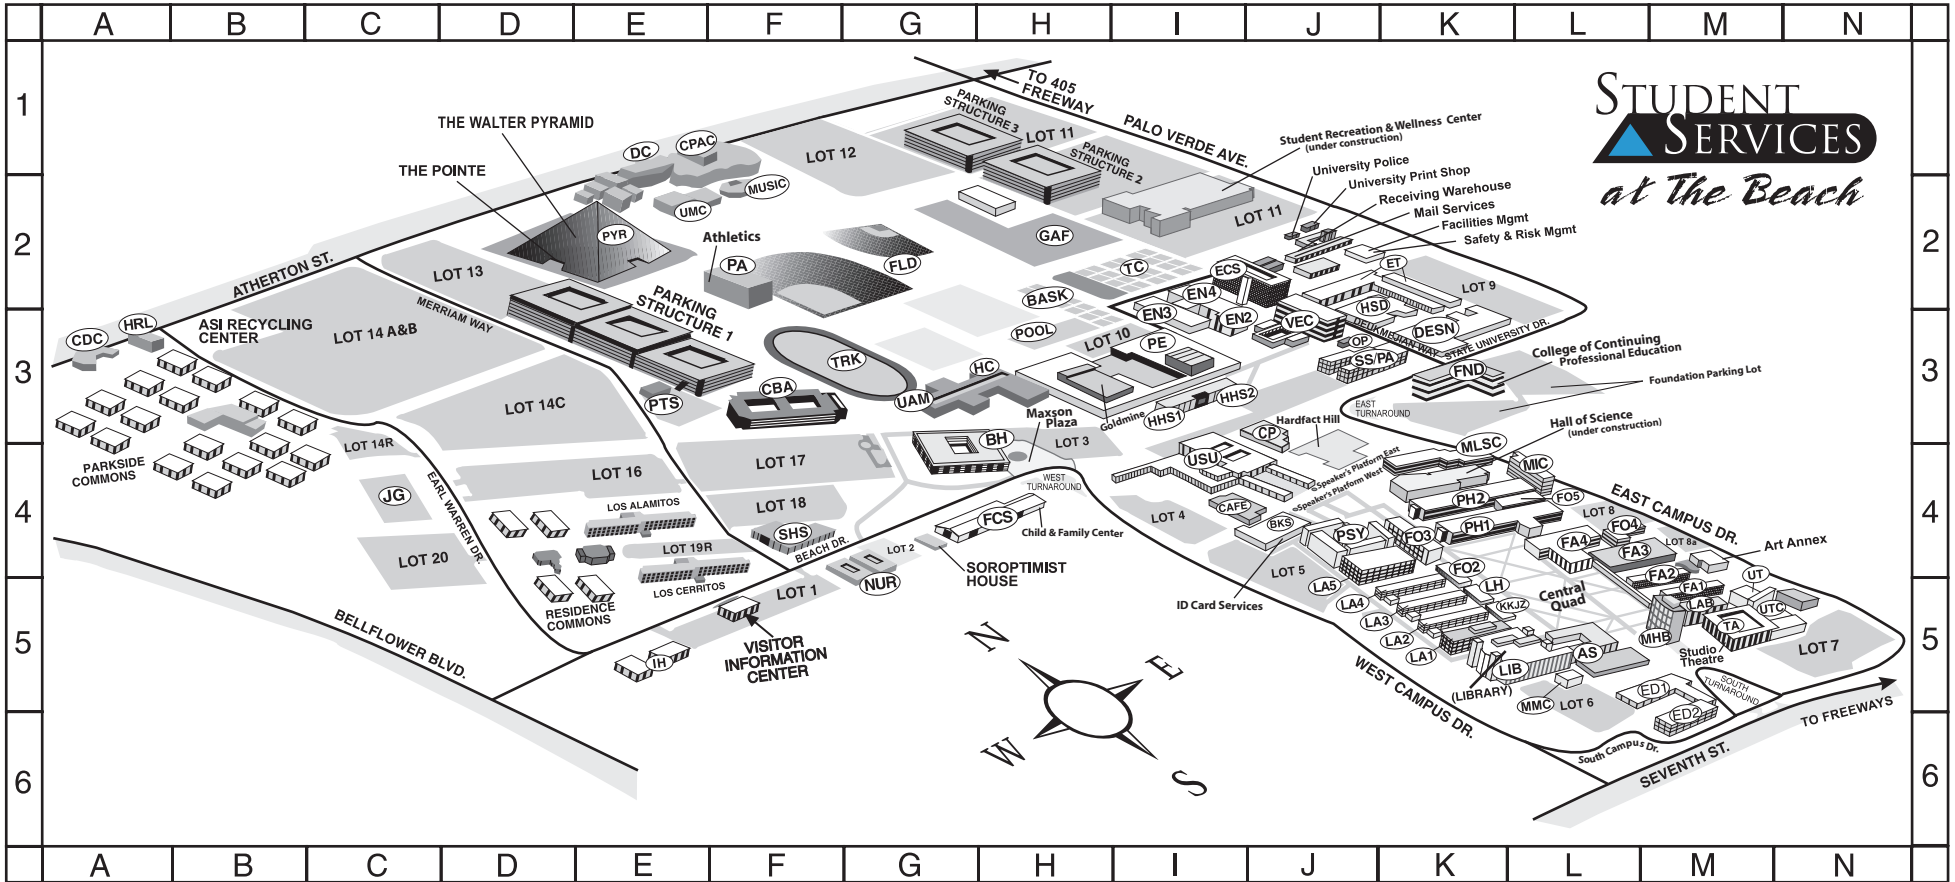 A B C D E F G H I J K L M N
1
2
3
4
5
6
1
2
3
4
5
6
STUDENT
SERVICES
at The Beach
TO 405
FREEWAY
PALO VERDE AVE.
PARKING
STRUCTURE 3
LOT 11
PARKING
STRUCTURE 2
Student Recreation & Wellness Center
(under construction)
University Police
University Print Shop
Receiving Warehouse
Mail Services
Facilities Mgmt
Safety & Risk Mgmt
LOT 11
THE WALTER PYRAMID
THE POINTE
DC
CPAC
LOT 12
MUSIC
UMC
PYR
Athletics
PA
FLD
GAF
TC
ECS
ET
LOT 9
ATHERTON ST.
LOT 13
MERRIAM WAY
PARKING
STRUCTURE 1
BASK
EN4
EN3
EN2
HSD
VEC
DESN
DEUKMEJIAN WAY
STATE UNIVERSITY DR.
CDC
HRL
ASI RECYCLING
CENTER
LOT 14 A&B
POOL
LOT 10
PE
OP
SS/PA
College of Continuing
Professional Education
TRK
HC
FND
Foundation Parking Lot
PTS
CBA
UAM
LOT 14C
Maxson
Plaza
Goldmine
HHS1
HHS2
EAST
TURNAROUND
Hardfact Hill
Hall of Science
(under construction)
LOT 14R
BH
LOT 3
CP
MLSC
PARKSIDE
COMMONS
LOT 16
LOT 17
USU
Speaker's Platform East
Speaker's Platform West
MIC
JG
EARL WARREN DR.
WEST
TURNAROUND
PH2
FO5
EAST CAMPUS DR.
LOS ALAMITOS
LOT 18
FCS
Child & Family Center
LOT 4
CAFE
BKS
PH1
LOT 8
FO4
SHS
BEACH DR.
PSY
FO3
FA4
FA3
LOT 8a
Art Annex
LOT 20
LOT 19R
LOT 2
NUR
SOROPTIMIST
HOUSE
LOT 5
LA5
FO2
LH
Central
Quad
FA2
FA1
UT
LOS CERRITOS
LOT 1
ID Card Services
LA4
KKJZ
LAB
UTC
RESIDENCE
COMMONS
LA3
LA2
LA1
MHB
TA
BELLFLOWER BLVD.
IH
VISITOR
INFORMATION
CENTER
N
E
W
S
WEST CAMPUS DR.
LIB
(LIBRARY)
AS
Studio
Theatre
LOT 7
MMC
LOT 6
ED1
ED2
SOUTH
TURNAROUND
TO FREEWAYS
South Campus Dr.
SEVENTH ST.
A B C D E F G H I J K L M N